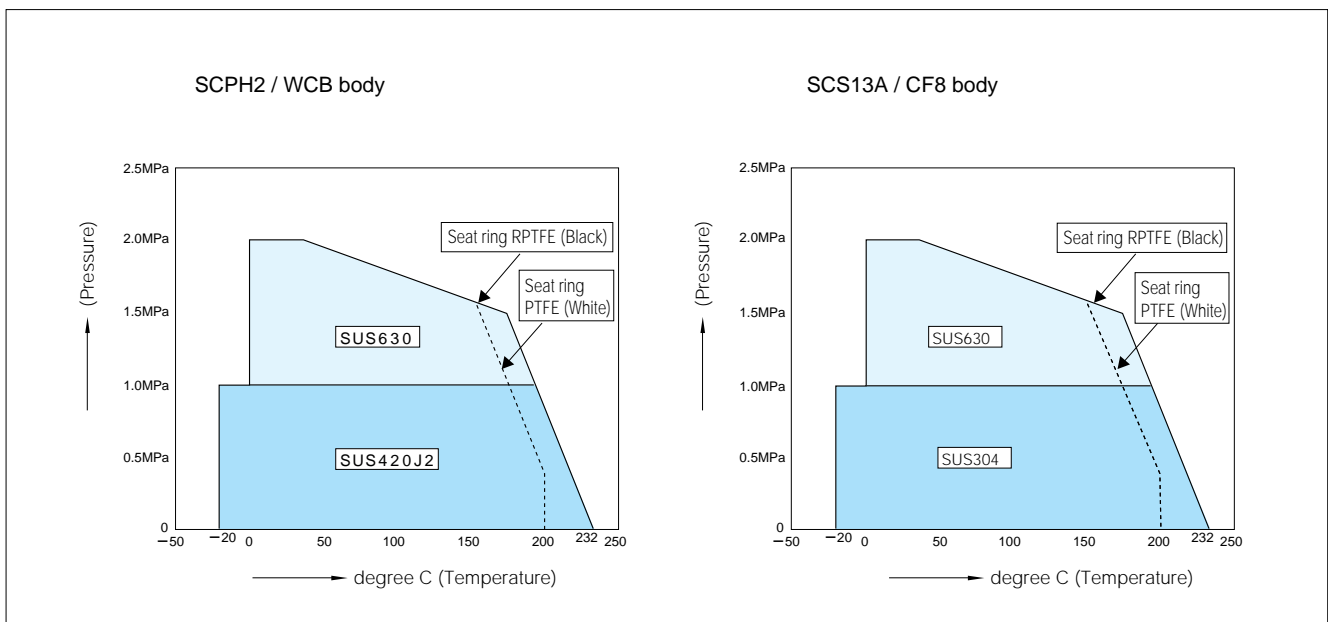 SCPH2 / WCB body
2.5MPa
2.0MPa
1.5MPa
1.0MPa
0.5MPa
0
(Pressure)
Seat ring RPTFE (Black)
Seat ring
PTFE (White)
SUS630
SUS420J2
−50
−20
0
50
100
150
200
232
250
degree C (Temperature)
SCS13A / CF8 body
2.5MPa
2.0MPa
1.5MPa
1.0MPa
0.5MPa
0
(Pressure)
Seat ring RPTFE (Black)
Seat ring
PTFE (White)
SUS630
SUS304
−50
−20
0
50
100
150
200
232
250
degree C (Temperature)